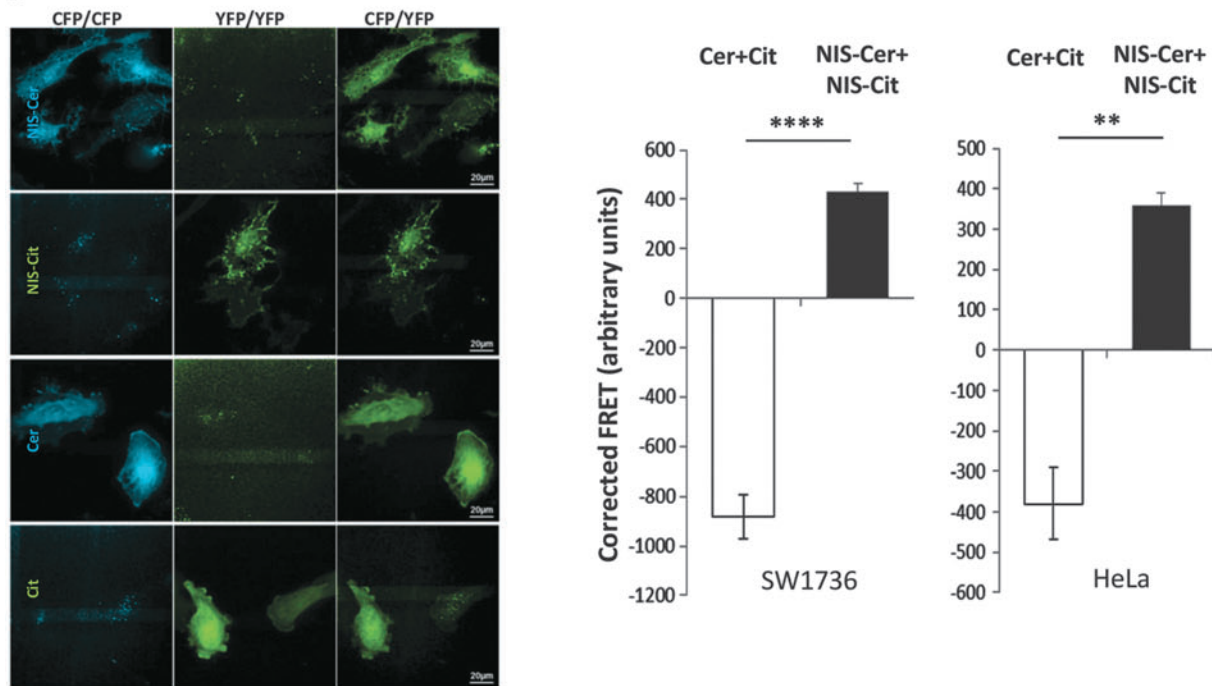 CFP/CFP YFP/YFP CFP/YFP
NIS-Cer
20µm
NIS-Cit
20µm
Cer
20µm
Cit
20µm
Cer+Cit NIS-Cer+
NIS-Cit
****
Corrected FRET (arbitrary units)
600
400
200
0
-200
-400
-600
-800
-1000
-1200
SW1736
Cer+Cit NIS-Cer+
NIS-Cit
**
500
400
300
200
100
0
-100
-200
-300
-400
-500
-600
HeLa